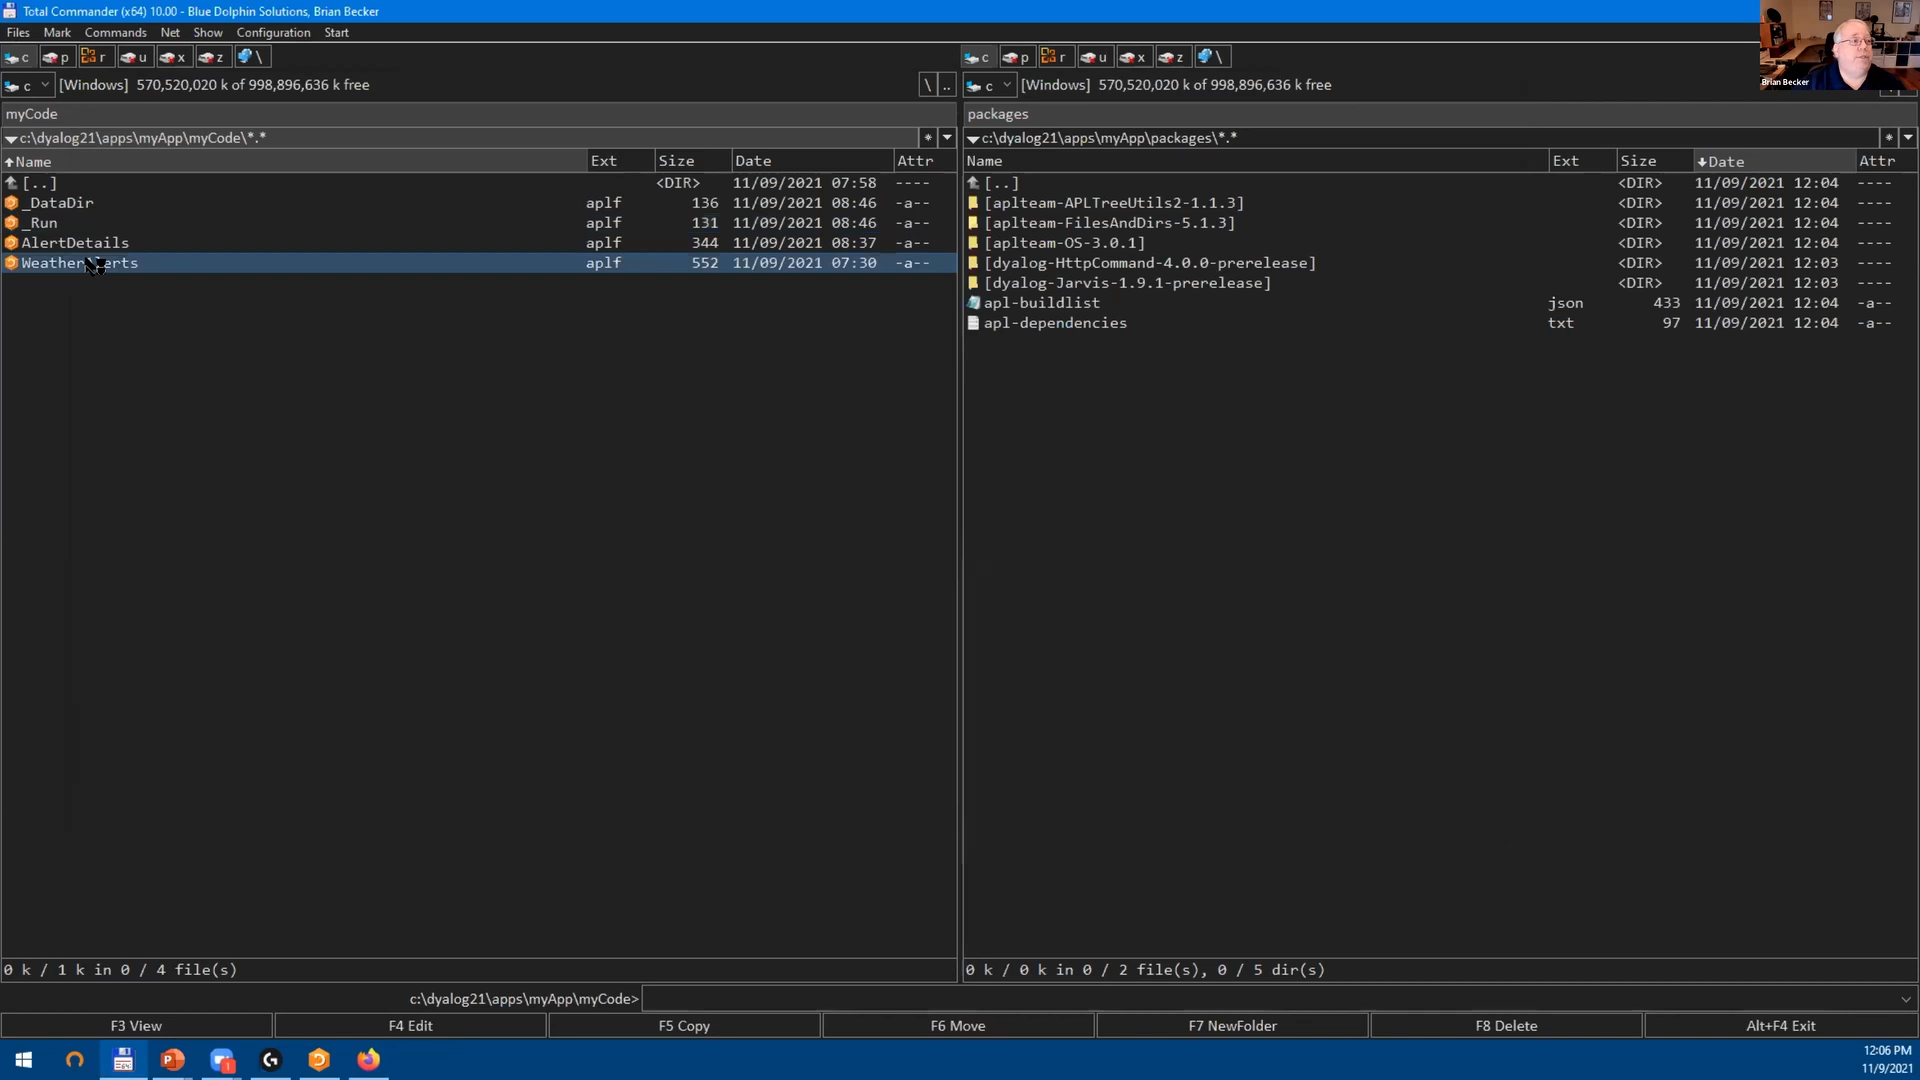 Total Commander (x64) 10.00 - Blue Dolphin Solutions, Brian Becker
Files Mark Commands Net Show Configuration Start
c p r u x z \
c [Windows] 570,520,020 k of 998,896,636 k free \ ..
myCode
c:\dyalog21\apps\myApp\myCode\*.* *
Name Ext Size Date Attr
[..] <DIR> 11/09/2021 07:58 ----
_DataDir aplf 136 11/09/2021 08:46 -a--
_Run aplf 131 11/09/2021 08:46 -a--
AlertDetails aplf 344 11/09/2021 08:37 -a--
WeatherAlerts aplf 552 11/09/2021 07:30 -a--
0 k / 1 k in 0 / 4 file(s)
c p r u x z \
c [Windows] 570,520,020 k of 998,896,636 k free
packages
c:\dyalog21\apps\myApp\packages\*.* *
Name Ext Size Date Attr
[..] <DIR> 11/09/2021 12:04 ----
[aplteam-APLTreeUtils2-1.1.3] <DIR> 11/09/2021 12:04 ----
[aplteam-FilesAndDirs-5.1.3] <DIR> 11/09/2021 12:04 ----
[aplteam-OS-3.0.1] <DIR> 11/09/2021 12:04 ----
[dyalog-HttpCommand-4.0.0-prerelease] <DIR> 11/09/2021 12:03 ----
[dyalog-Jarvis-1.9.1-prerelease] <DIR> 11/09/2021 12:03 ----
apl-buildlist json 433 11/09/2021 12:04 -a--
apl-dependencies txt 97 11/09/2021 12:04 -a--
0 k / 0 k in 0 / 2 file(s), 0 / 5 dir(s)
Brian Becker
c:\dyalog21\apps\myApp\myCode>
F3 View F4 Edit F5 Copy F6 Move F7 NewFolder F8 Delete Alt+F4 Exit
12:06 PM
11/9/2021